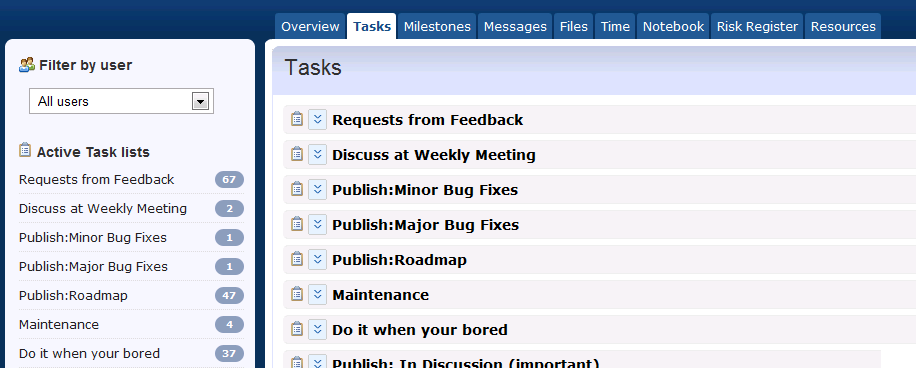 Overview Tasks Milestones Messages Files Time Notebook Risk Register Resources
Filter by user
All users
Active Task lists
Requests from Feedback 67
Discuss at Weekly Meeting 2
Publish:Minor Bug Fixes 1
Publish:Major Bug Fixes 1
Publish:Roadmap 47
Maintenance 4
Do it when your bored 37
Tasks
Requests from Feedback
Discuss at Weekly Meeting
Publish:Minor Bug Fixes
Publish:Major Bug Fixes
Publish:Roadmap
Maintenance
Do it when your bored
Publish: In Discussion (important)